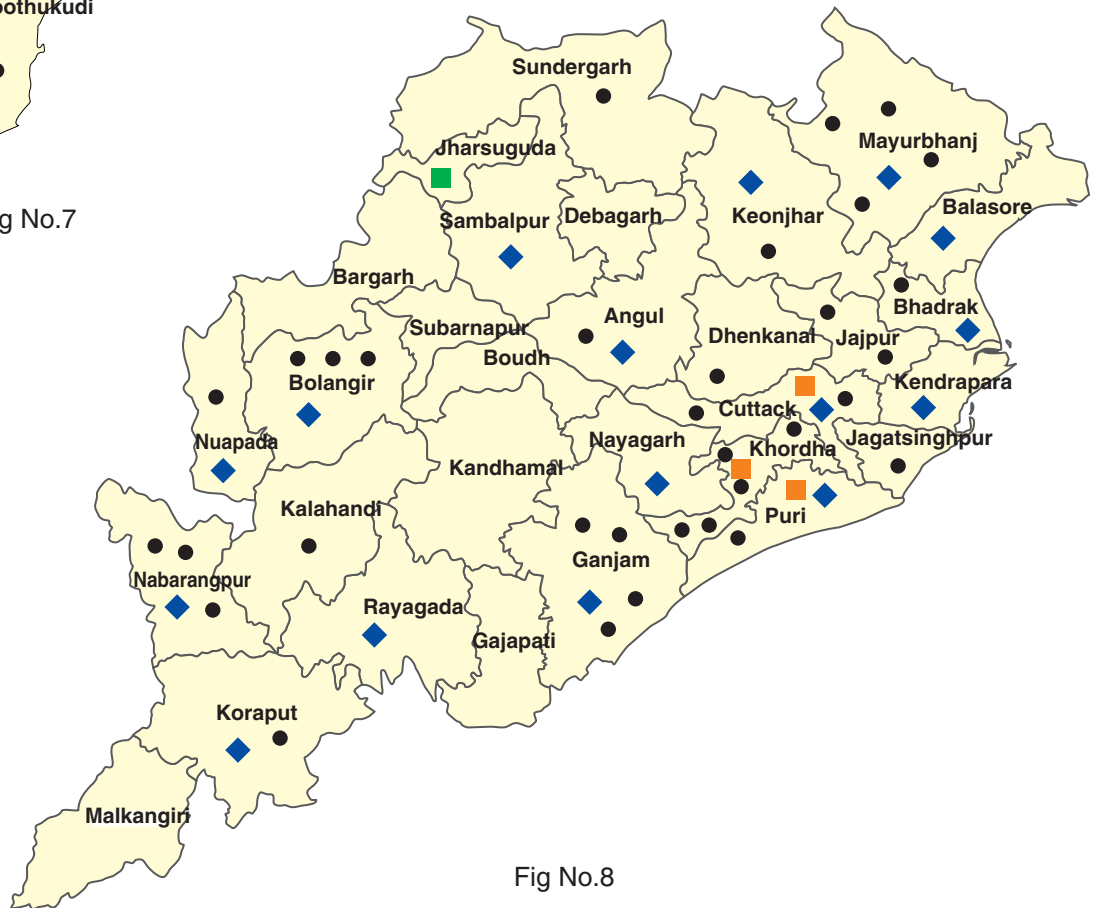 oothukudi
Sundergarh
Jharsuguda
Mayurbhanj
Sambalpur
Debagarh
Keonjhar
Balasore
g No.7
Bargarh
Subarnapur
Angul
Bhadrak
Boudh
Dhenkanal
Jajpur
Bolangir
Kendrapara
Cuttack
Nuapada
Nayagarh
Khordha
Jagatsinghpur
Kandhamal
Kalahandi
Puri
Nabarangpur
Ganjam
Rayagada
Gajapati
Koraput
Malkangiri
Fig No.8